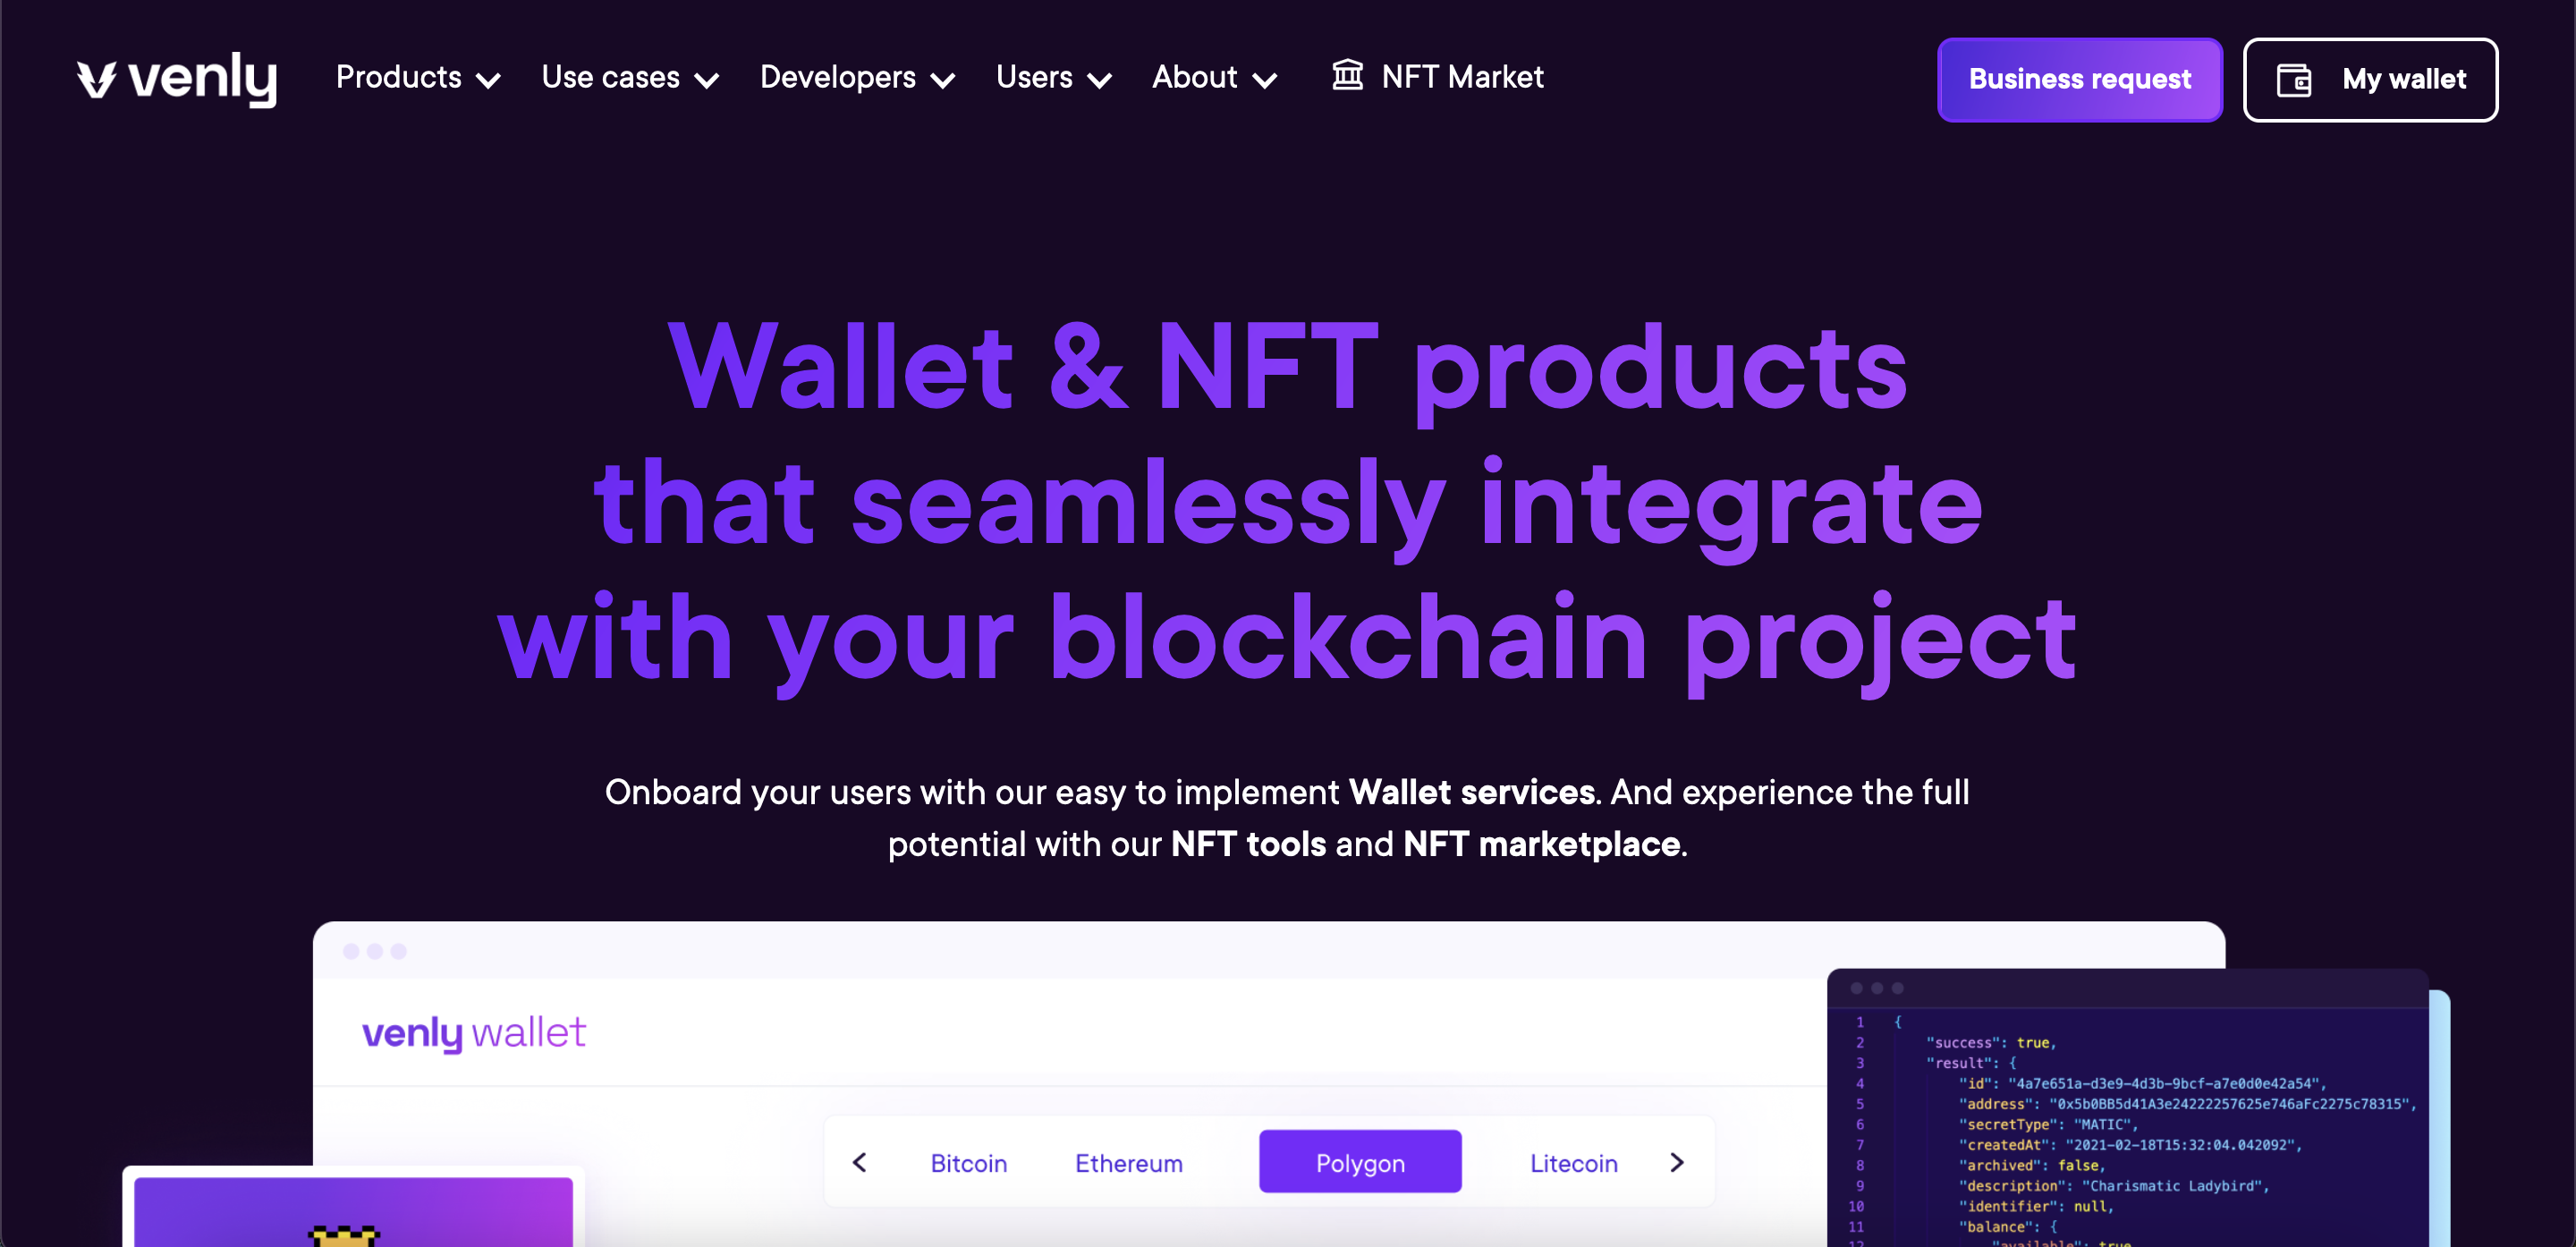 venly Products Use cases Developers Users About NFT Market Business request My wallet
Wallet & NFT products
that seamlessly integrate
with your blockchain project
Onboard your users with our easy to implement Wallet services. And experience the full
potential with our NFT tools and NFT marketplace.
venly wallet
Bitcoin Ethereum Polygon Litecoin
1 {
2 "success": true,
3 "result": {
4 "id": "4a7e651a-d3e9-4d3b-9bcf-a7e0d0e42a54",
5 "address": "0x5b0BB5d41A3e24222257625e746aFc2275c78315",
6 "secretType": "MATIC",
7 "createdAt": "2021-02-18T15:32:04.042092",
8 "archived": false,
9 "description": "Charismatic Ladybird",
10 "identifier": null,
11 "balance": {
12 "available": true